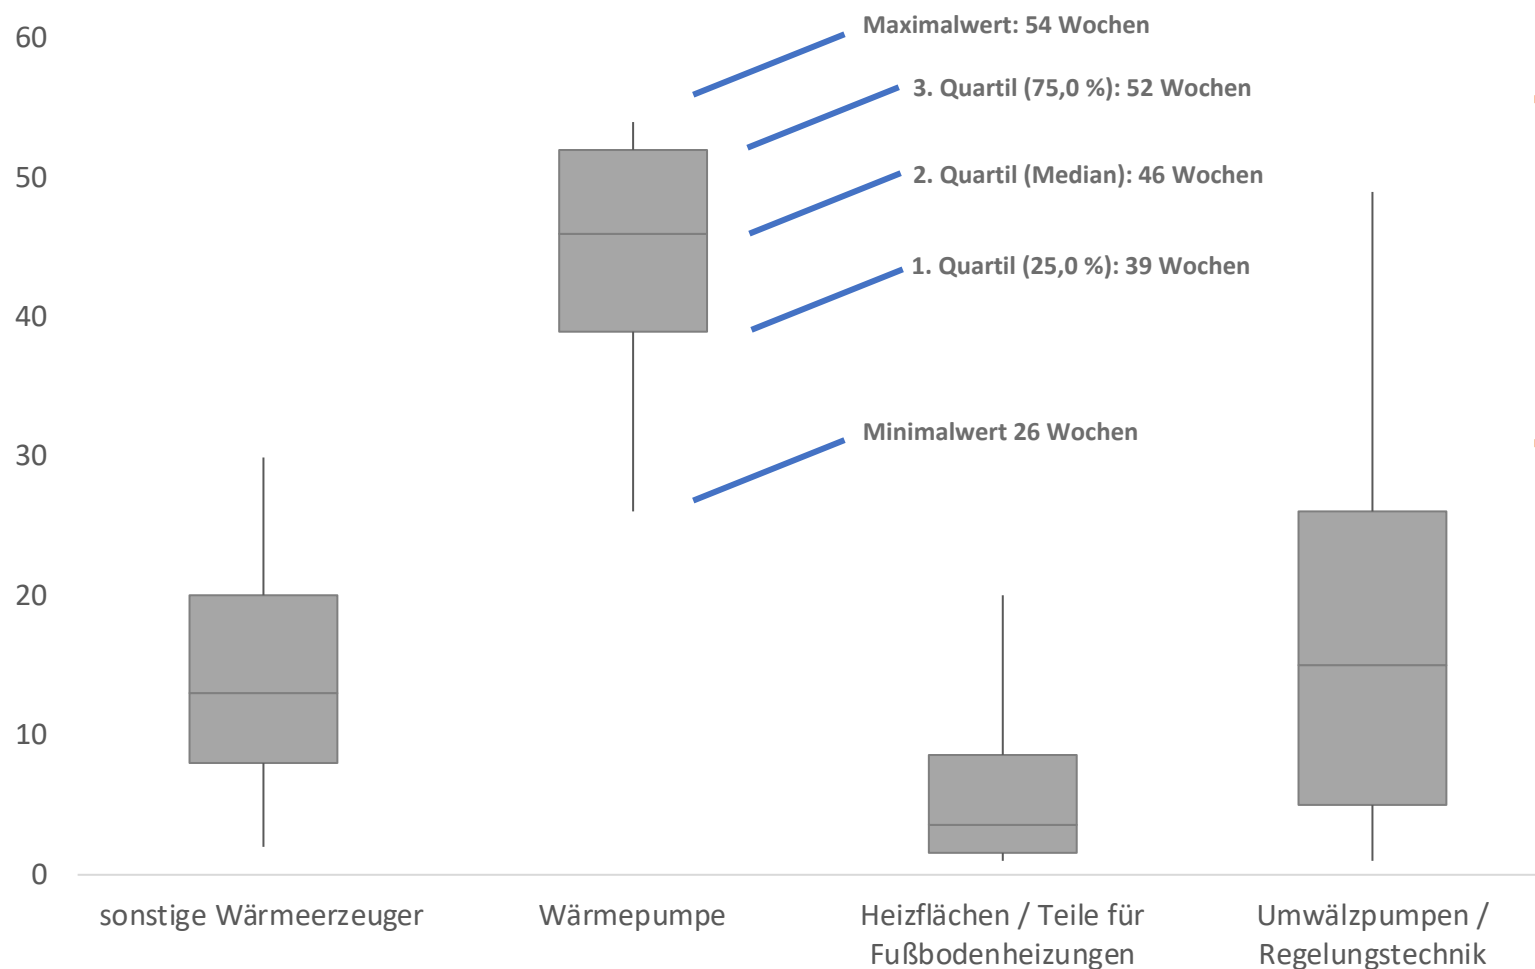 60
50
40
30
20
10
0
Maximalwert: 54 Wochen
3. Quartil (75,0 %): 52 Wochen
2. Quartil (Median): 46 Wochen
1. Quartil (25,0 %): 39 Wochen
Minimalwert 26 Wochen
sonstige Wärmeerzeuger
Wärmepumpe
Heizflächen / Teile für
Fußbodenheizungen
Umwälzpumpen /
Regelungstechnik